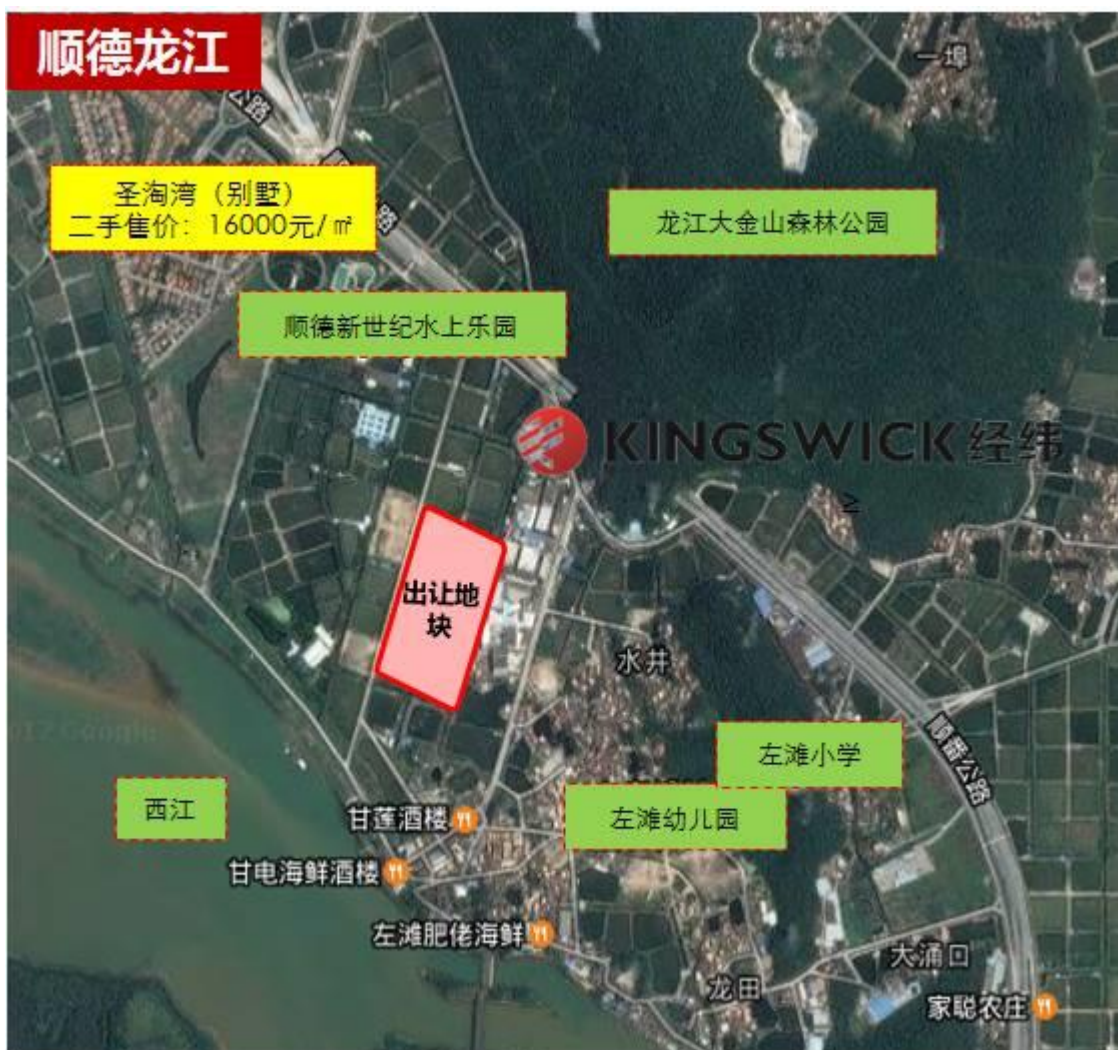 顺德龙江
一埠
公路
圣淘湾（别墅）
二手售价：16000元/㎡
龙江大金山森林公园
顺德新世纪水上乐园
KINGSWICK 经纬
出让地
块
水井
左滩小学
顺番公路
西江
甘莲酒楼
左滩幼儿园
甘电海鲜酒楼
左滩肥佬海鲜
大涌口
龙田
家聪农庄